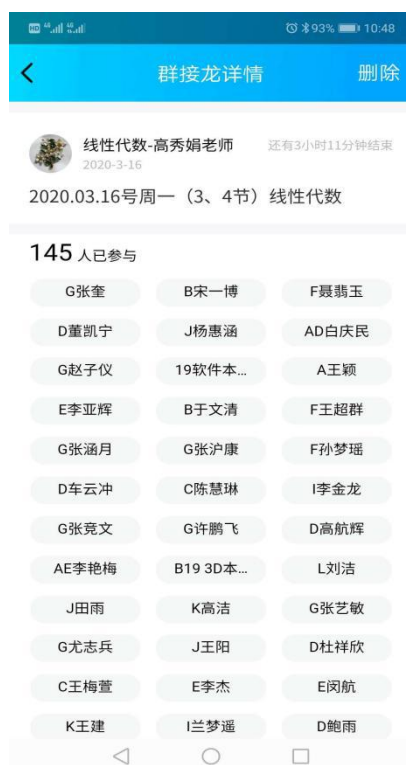 HD 4G 4G 93% 10:48
群接龙详情 删除
线性代数-高秀娟老师 还有3小时11分钟结束
2020-3-16
2020.03.16号周一（3、4节）线性代数
145 人已参与
G张奎 B宋一博 F聂翡玉
D董凯宁 J杨惠涵 AD白庆民
G赵子仪 19软件本... A王颖
E李亚辉 B于文清 F王超群
G张涵月 G张沪康 F孙梦瑶
D车云冲 C陈慧琳 I李金龙
G张竞文 G许鹏飞 D高航辉
AE李艳梅 B19 3D本... L刘洁
J田雨 K高洁 G张艺敏
G尤志兵 J王阳 D杜祥欣
C王梅萱 E李杰 E闵航
K王建 I兰梦遥 D鲍雨